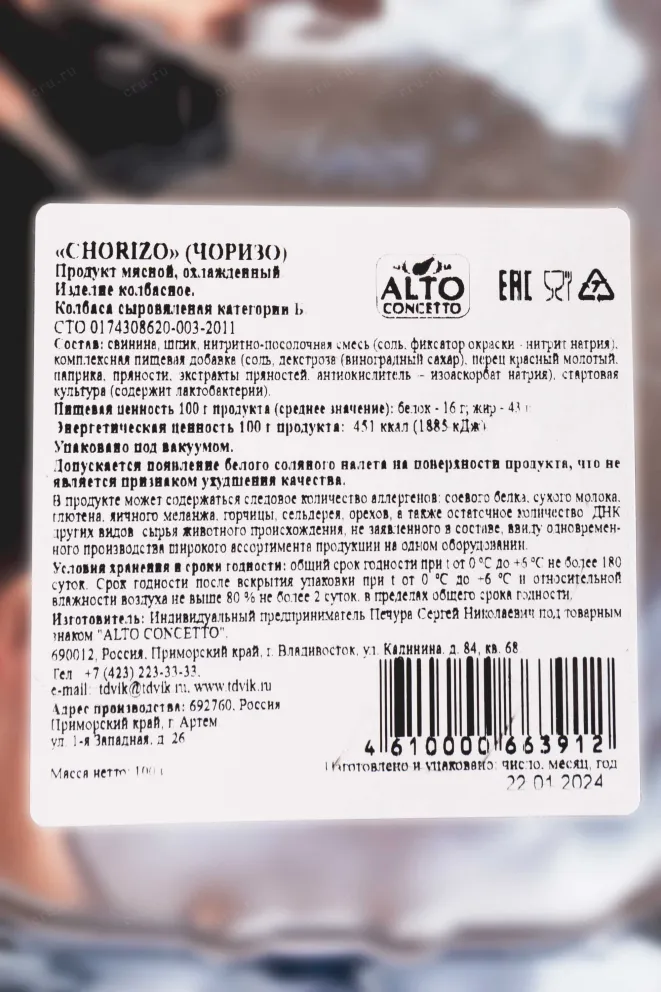 «CHORIZO» (ЧОРИЗО)
Продукт мясной, охлажденный
Изделие колбасное.
Колбаса сыровяленая категории Б
СТО 0174308620-003-2011
ALTO
CONCETTO
EAC
Состав: свинина, шпик, нитритно-посолочная смесь (соль, фиксатор окраски - нитрит натрия),
комплексная пищевая добавка (соль, декстроза (виноградный сахар), перец красный молотый,
паприка, пряности, экстракты пряностей, антиокислитель – изоаскорбат натрия), стартовая
культура (содержит лактобактерии).
Пищевая ценность 100 г продукта (среднее значение): белок - 16 г; жир - 43 г
Энергетическая ценность 100 г продукта: 451 ккал (1885 кДж)
Упаковано под вакуумом.
Допускается появление белого соляного налета на поверхности продукта, что не
является признаком ухудшения качества.
В продукте может содержаться следовое количество аллергенов: соевого белка, сухого молока,
глютена, яичного меланжа, горчицы, сельдерея, орехов, а также остаточное количество ДНК
других видов сырья животного происхождения, не заявленного в составе, ввиду одновремен-
ного производства широкого ассортимента продукции на одном оборудовании.
Условия хранения и сроки годности: общий срок годности при t от 0 °С до +6 °С не более 180
суток. Срок годности после вскрытия упаковки при t от 0 °С до +6 °С и относительной
влажности воздуха не выше 80 % не более 2 суток, в пределах общего срока годности.
Изготовитель: Индивидуальный предприниматель Печура Сергей Николаевич под товарным
знаком "ALTO CONCETTO".
690012, Россия, Приморский край, г. Владивосток, ул. Калинина, д. 84, кв. 68
Тел +7 (423) 223-33-33,
e-mail: tdvik@tdvik.ru, www.tdvik.ru
Адрес производства: 692760, Россия
Приморский край, г. Артем
ул. 1-я Западная, д. 26
4 610000 663912
Масса нетто: 100 г
Изготовлено и упаковано: число, месяц, год
22 01 2024